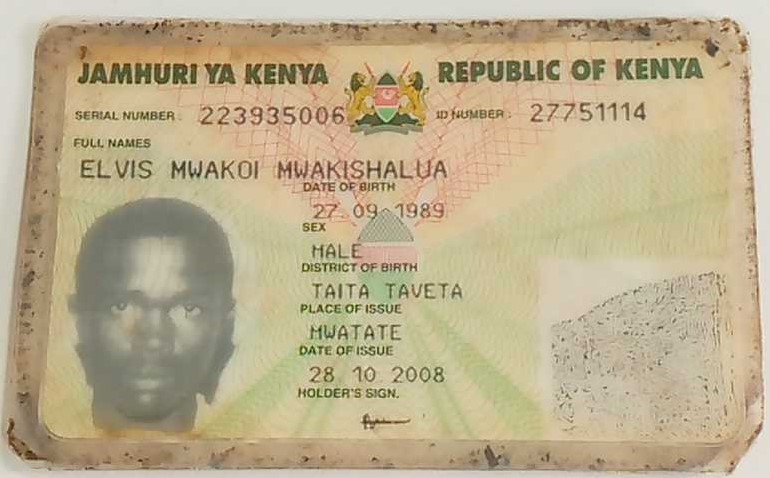 JAMHURI YA KENYA REPUBLIC OF KENYA
SERIAL NUMBER: 223935006 ID NUMBER: 27751114
FULL NAMES
ELVIS MWAKOI MWAKISHALUA
DATE OF BIRTH
27.09.1989
SEX
MALE
DISTRICT OF BIRTH
TAITA TAVETA
PLACE OF ISSUE
MWATATE
DATE OF ISSUE
28.10.2008
HOLDER'S SIGN.